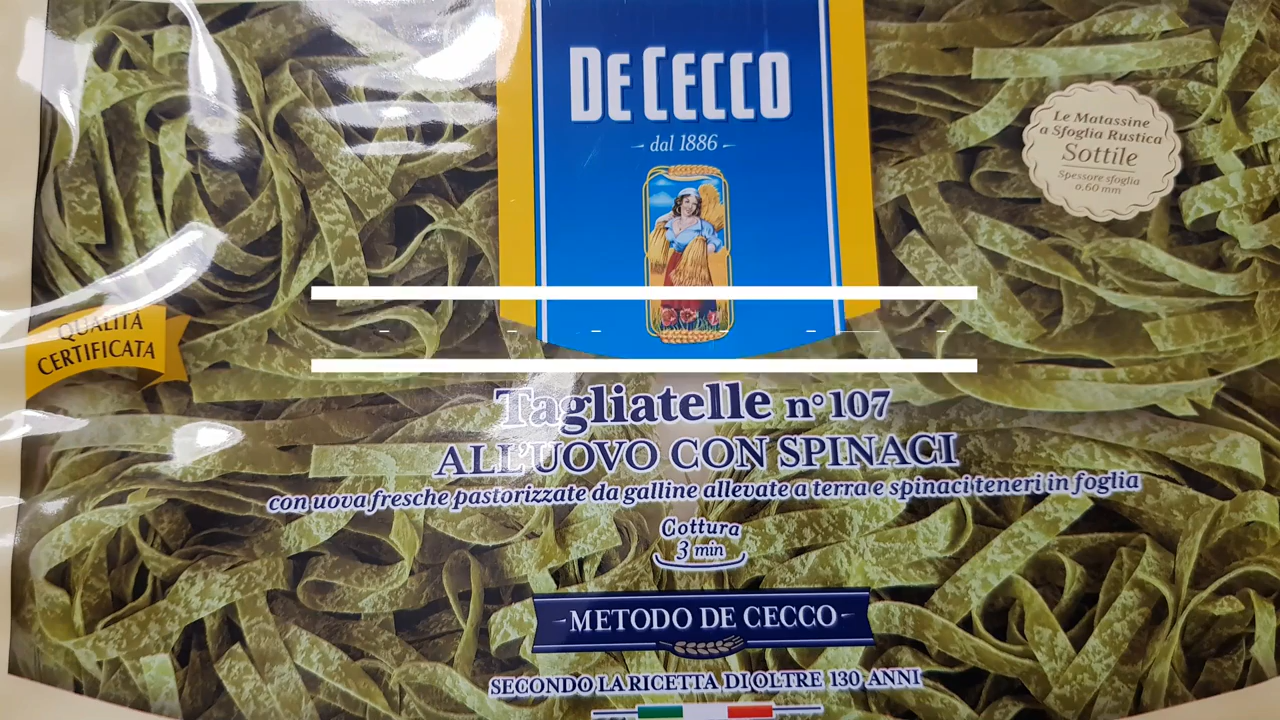 DE CECCO
dal 1886
Le Matassine
a Sfoglia Rustica
Sottile
Spessore sfoglia
0,60 mm
QUALITÀ
CERTIFICATA
Tagliatelle n°107
ALL'UOVO CON SPINACI
con uova fresche pastorizzate da galline allevate a terra e spinaci teneri in foglia
Cottura
3 min
METODO DE CECCO
SECONDO LA RICETTA DI OLTRE 130 ANNI